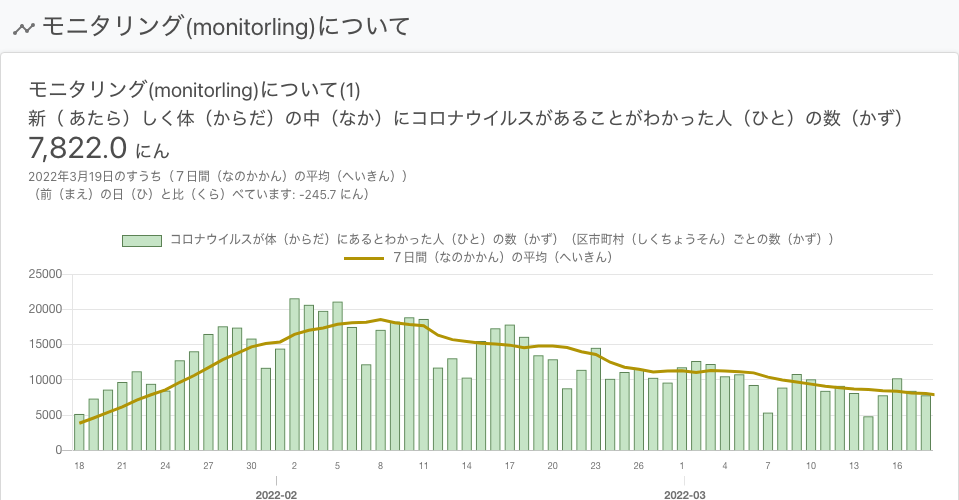 モニタリング(monitorling)について
モニタリング(monitorling)について(1)
新（ あたら）しく体（からだ）の中（なか）にコロナウイルスがあることがわかった人（ひと）の数（かず）
7,822.0 にん
2022年3月19日のすうち（７日間（なのかかん）の平均（へいきん））
（前（まえ）の日（ひ）と比（くら）べています: -245.7 にん）
コロナウイルスが体（からだ）にあるとわかった人（ひと）の数（かず）（区市町村（しくちょうそん）ごとの数（かず））
７日間（なのかかん）の平均（へいきん）
25000
20000
15000
10000
5000
0
18 21 24 27 30 2 5 8 11 14 17 20 23 26 1 4 7 10 13 16
2022-02 2022-03